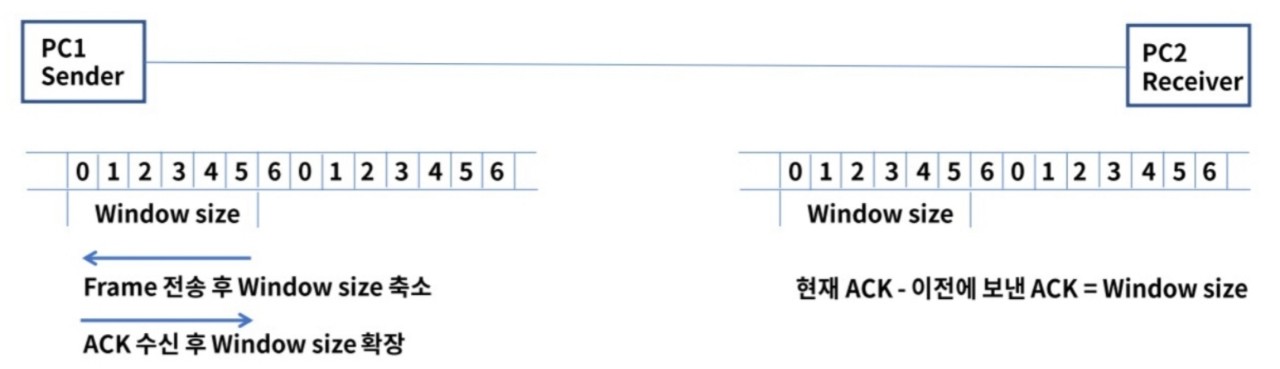 PC1
Sender
PC2
Receiver
0 1 2 3 4 5 6 0 1 2 3 4 5 6
Window size
Frame 전송 후 Window size 축소
ACK 수신 후 Window size 확장
0 1 2 3 4 5 6 0 1 2 3 4 5 6
Window size
현재 ACK - 이전에 보낸 ACK = Window size